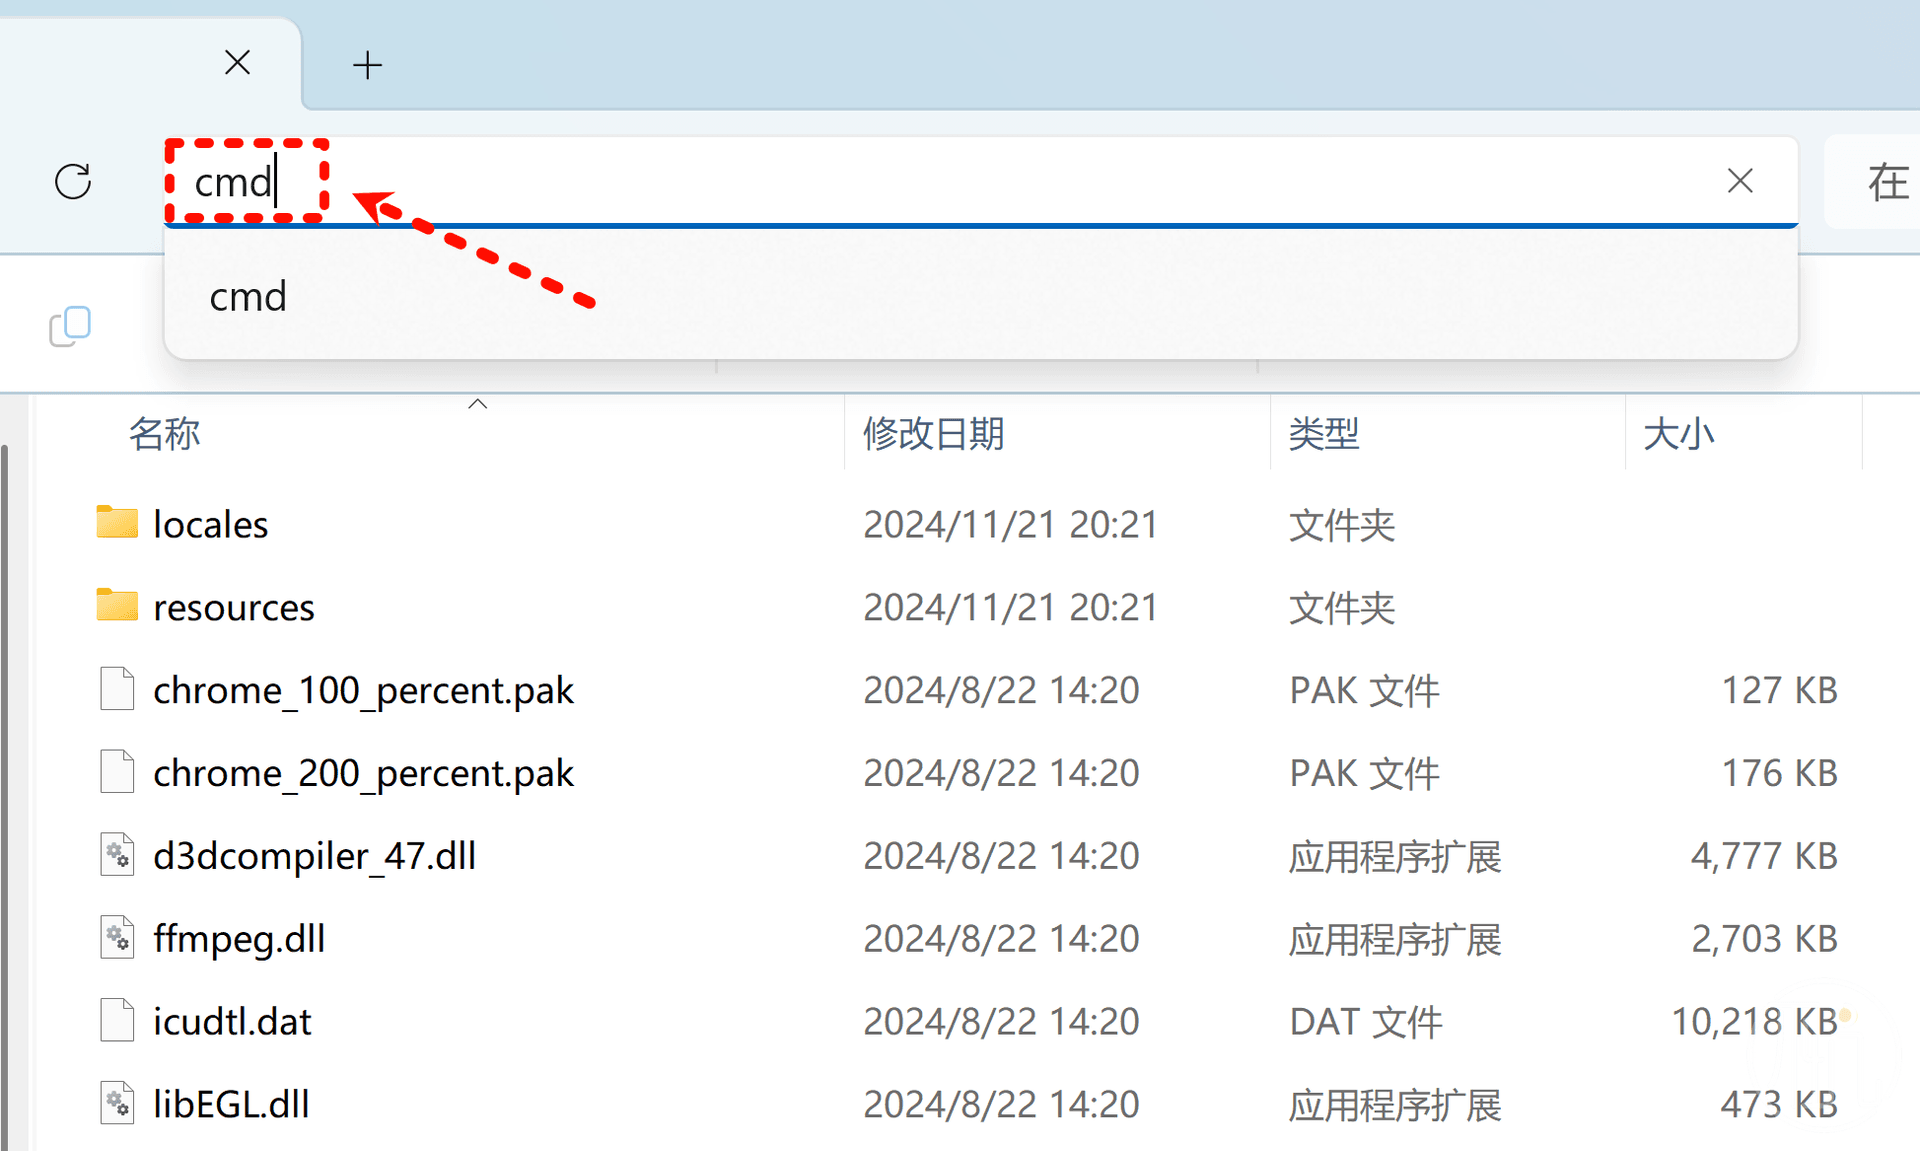 cmd
在
cmd
名称 修改日期 类型 大小
locales 2024/11/21 20:21 文件夹
resources 2024/11/21 20:21 文件夹
chrome_100_percent.pak 2024/8/22 14:20 PAK 文件 127 KB
chrome_200_percent.pak 2024/8/22 14:20 PAK 文件 176 KB
d3dcompiler_47.dll 2024/8/22 14:20 应用程序扩展 4,777 KB
ffmpeg.dll 2024/8/22 14:20 应用程序扩展 2,703 KB
icudtl.dat 2024/8/22 14:20 DAT 文件 10,218 KB
libEGL.dll 2024/8/22 14:20 应用程序扩展 473 KB